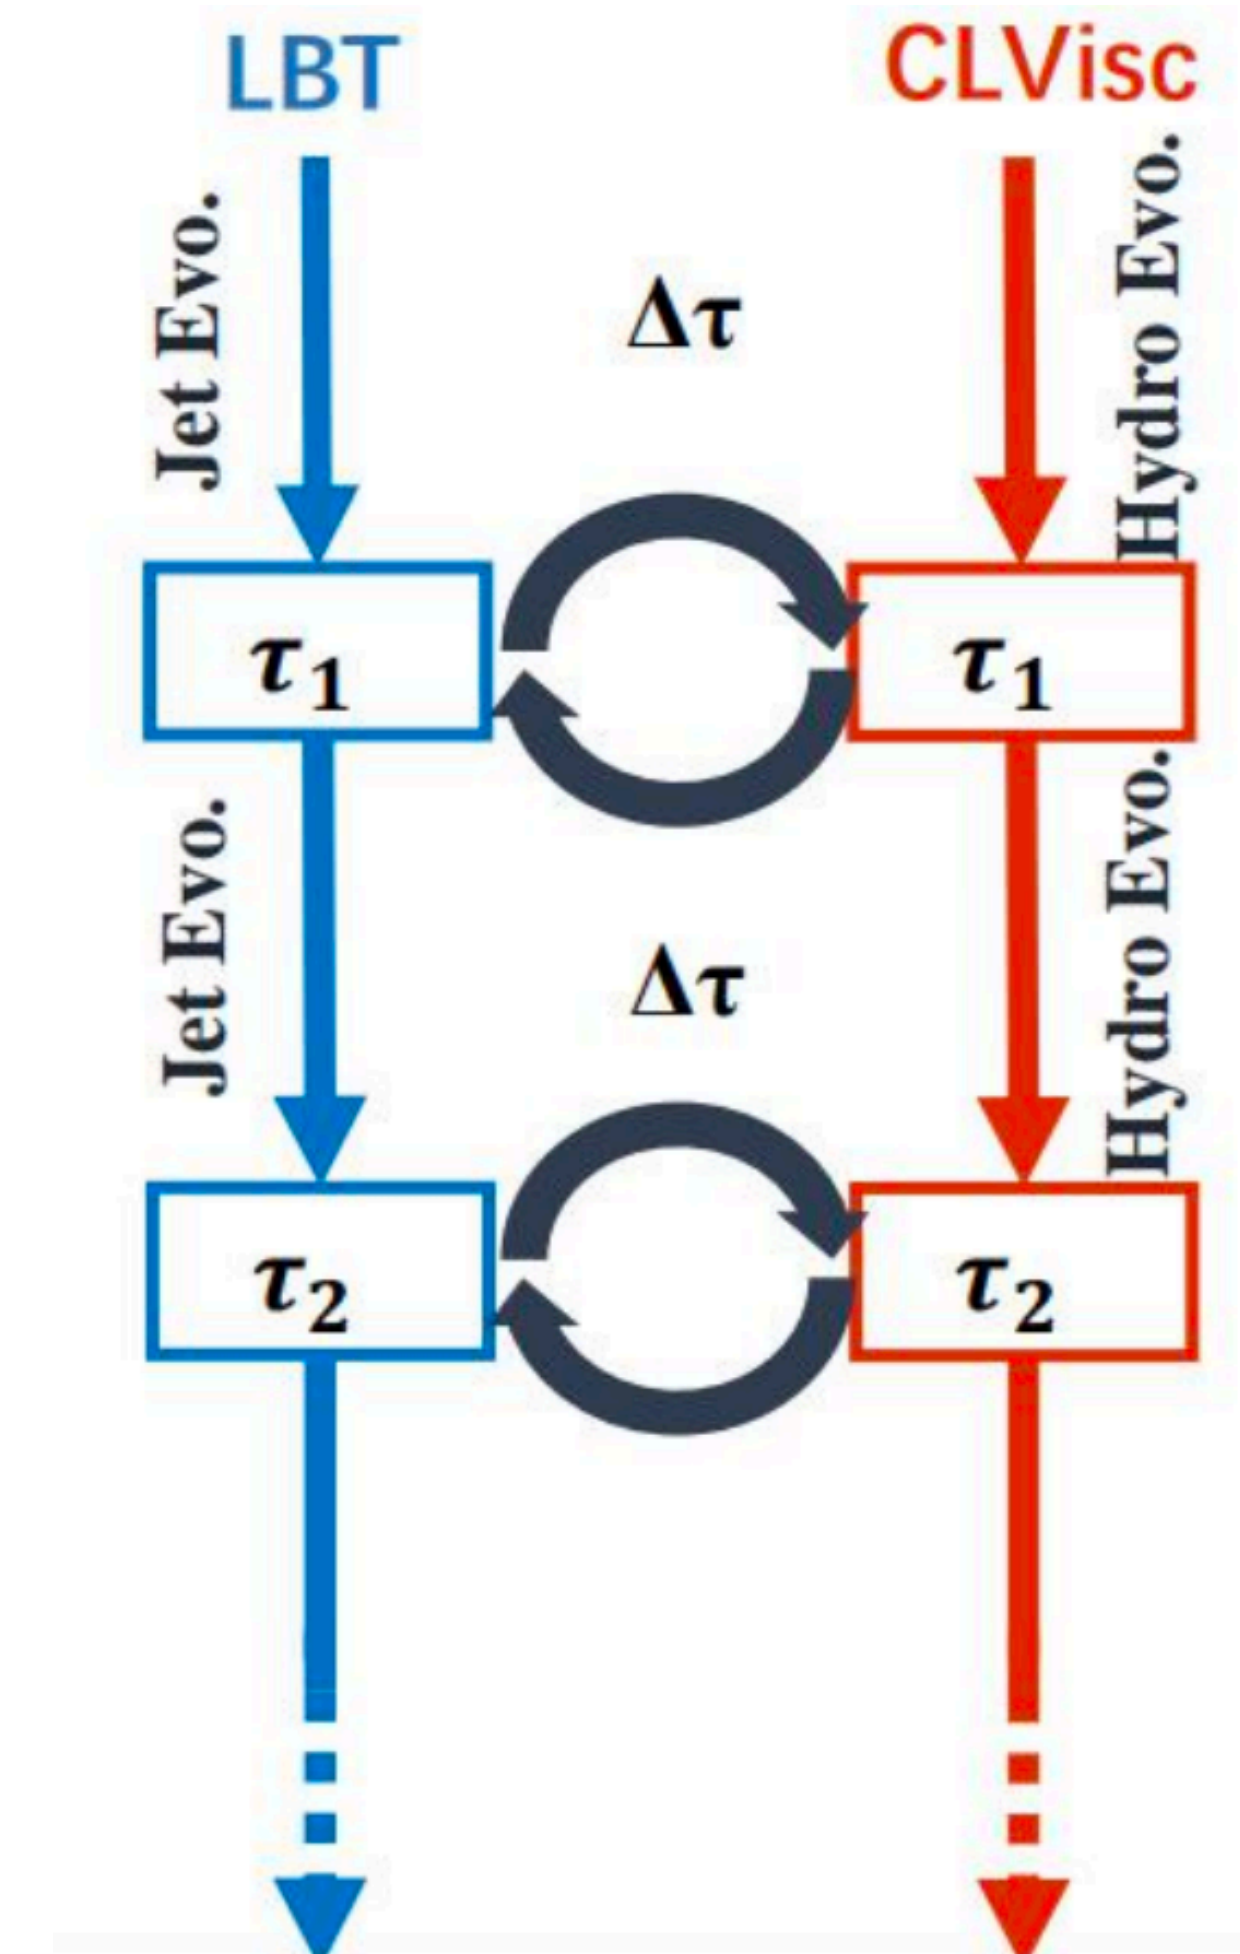 LBT
CLVisc
Jet Evo.
Δτ
Hydro Evo.
τ₁
τ₁
Jet Evo.
Δτ
Hydro Evo.
τ₂
τ₂